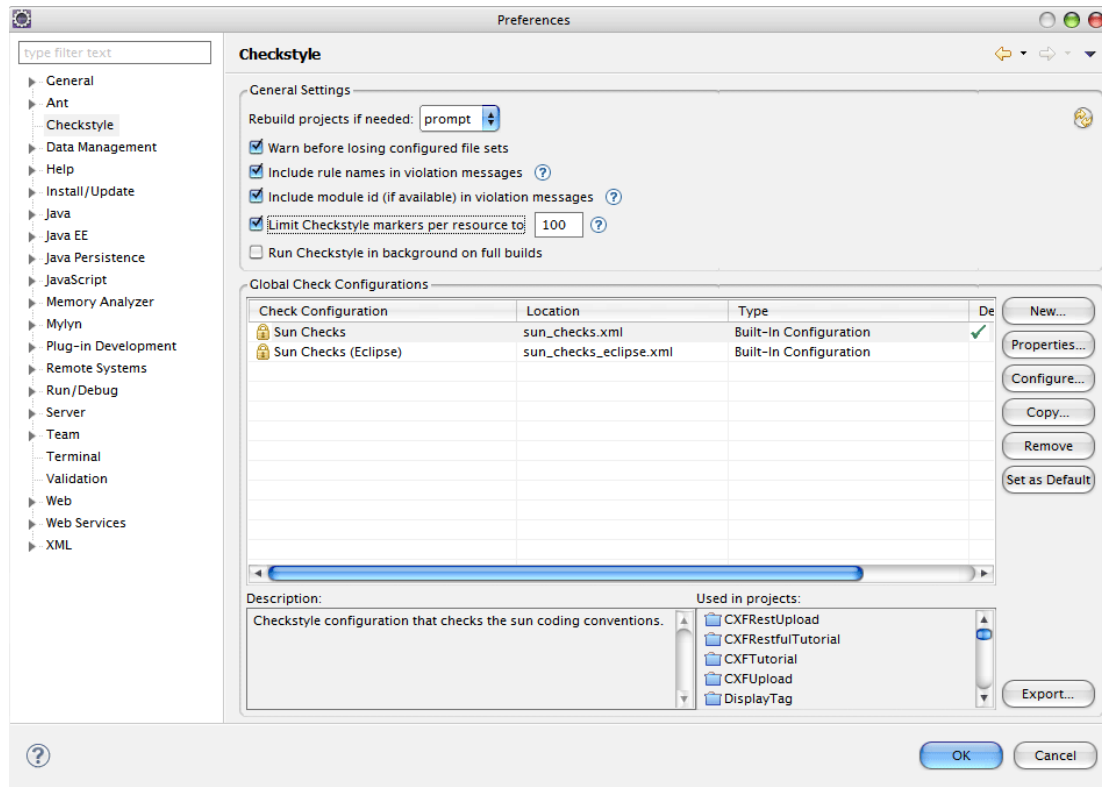 Preferences
type filter text
General
Ant
Checkstyle
Data Management
Help
Install/Update
Java
Java EE
Java Persistence
JavaScript
Memory Analyzer
Mylyn
Plug-in Development
Remote Systems
Run/Debug
Server
Team
Terminal
Validation
Web
Web Services
XML
Checkstyle
General Settings
Rebuild projects if needed: prompt
Warn before losing configured file sets
Include rule names in violation messages ?
Include module id (if available) in violation messages ?
Limit Checkstyle markers per resource to 100 ?
Run Checkstyle in background on full builds
Global Check Configurations
Check Configuration Location Type De
Sun Checks sun_checks.xml Built-In Configuration
Sun Checks (Eclipse) sun_checks_eclipse.xml Built-In Configuration
New...
Properties...
Configure...
Copy...
Remove
Set as Default
Description:
Checkstyle configuration that checks the sun coding conventions.
Used in projects:
CXFRestUpload
CXFRestfulTutorial
CXFTutorial
CXFUpload
DisplayTag
Export...
?
OK
Cancel